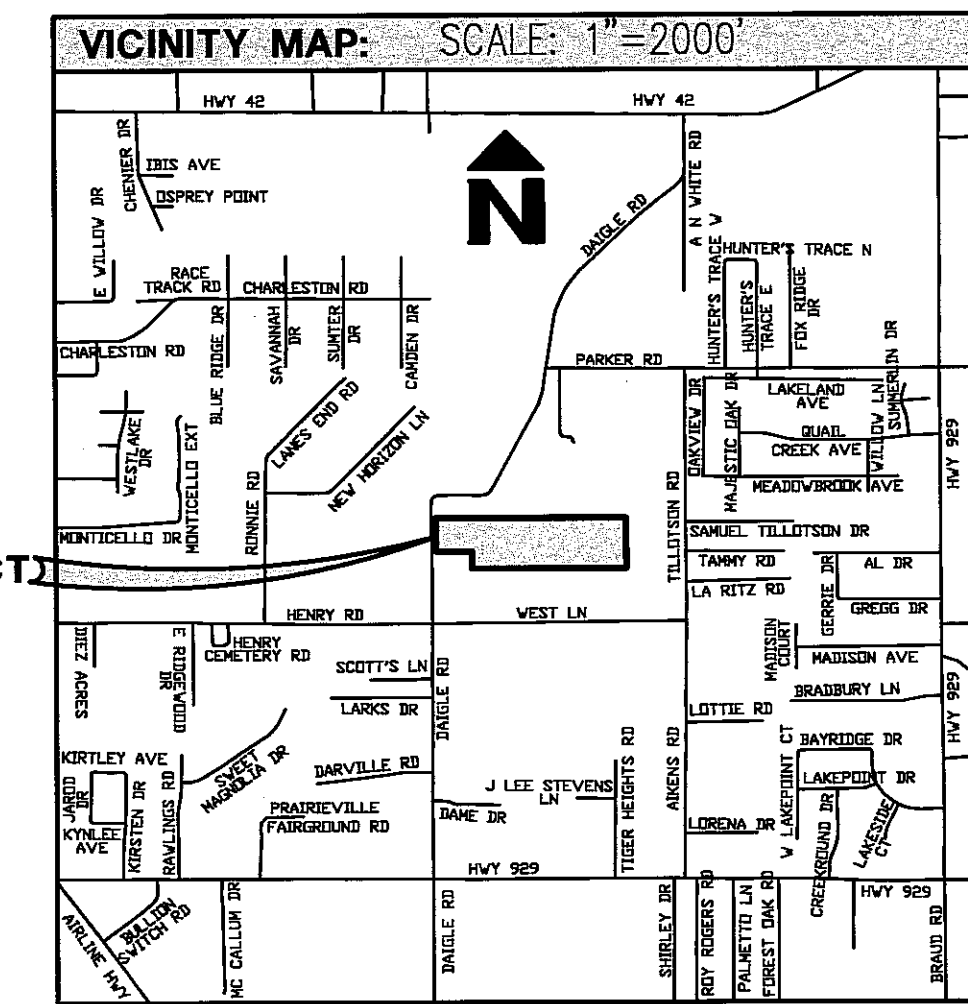 VICINITY MAP: SCALE: 1"=2000'
HWY 42
HWY 42
CHENIER DR
IBIS AVE
OSPREY POINT
E WILLOW DR
N
DAIGLE RD
A N WHITE RD
HUNTER'S TRACE W
HUNTER'S TRACE N
HUNTER'S
TRACE E
FOX RIDGE
DR
RACE
TRACK RD
CHARLESTON RD
CHARLESTON RD
BLUE RIDGE DR
SAVANNAH
DR
SUMTER
DR
CAMDEN DR
PARKER RD
LANES END RD
NEW HORIZON LN
WESTLAKE
DR
MONTICELLO EXT
MONTICELLO DR
RONNIE RD
OAKVIEW DR
MAJESTIC OAK DR
LAKELAND
AVE
QUAIL
CREEK AVE
WILLOW LN
SUMMERLIN DR
MEADOWBROOK AVE
HWY 929
TILLOTSON RD
SAMUEL TILLOTSON DR
TAMMY RD
LA RITZ RD
GERRIE DR
AL DR
GREGG DR
CT
HENRY RD
WEST LN
DIEZ ACRES
E RIDGEWOOD
DR
HENRY
CEMETERY RD
SCOTT'S LN
LARKS DR
DAIGLE RD
MADISON
COURT
MADISON AVE
BRADBURY LN
LOTTIE RD
HWY 929
KIRTLEY AVE
JAROD
DR
KYNLEE
AVE
KIRSTEN DR
RAWLINGS RD
SWEET
MAGNOLIA DR
DARVILLE RD
PRAIRIEVILLE
FAIRGROUND RD
J LEE STEVENS
LN
DAME DR
TIGER HEIGHTS RD
AIKENS RD
W LAKEPOINT CT
BAYRIDGE DR
LAKEPOINT DR
LORENA DR
CREEKROUND DR
LAKESIDE
CT
HWY 929
HWY 929
AIRLINE HWY
BULLION
SWITCH RD
MC CALLUM DR
DAIGLE RD
SHIRLEY DR
ROY ROGERS RD
PALMETTO LN
FOREST OAK RD
BRAUD RD